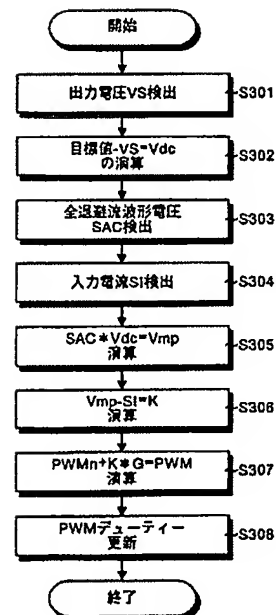 開始
出力電圧VS検出
S301
目標値-VS=Vdc
の演算
S302
全退避流波形電圧
SAC検出
S303
入力電流SI検出
S304
SAC*Vdc=Vmp
演算
S305
Vmp-SI=K
演算
S306
PWMn+K*G=PWM
演算
S307
PWMデューティー
更新
S308
終了